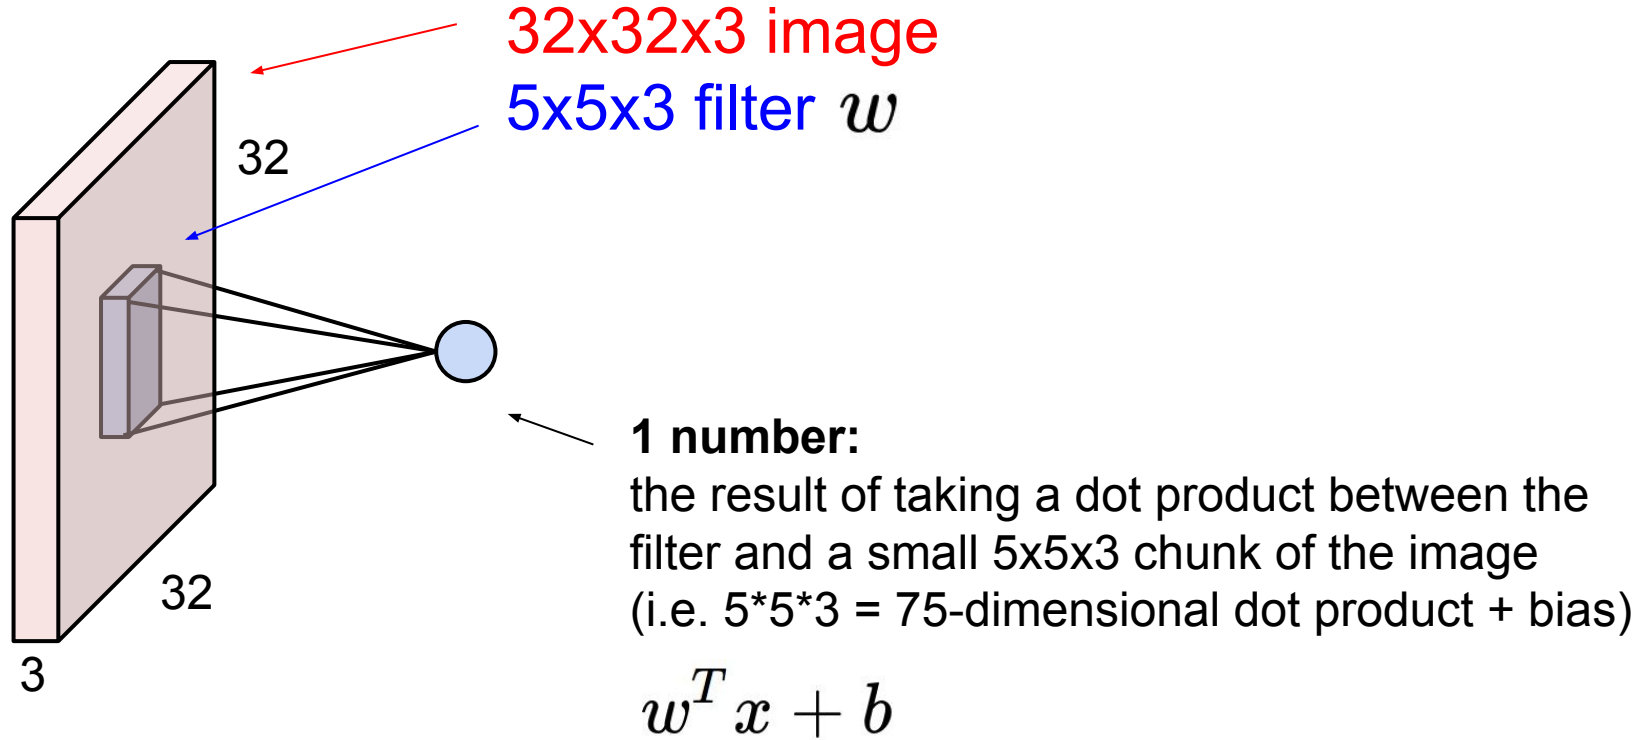 32x32x3 image
5x5x3 filter w
32
32
3
1 number:
the result of taking a dot product between the
filter and a small 5x5x3 chunk of the image
(i.e. 5*5*3 = 75-dimensional dot product + bias)
w^T x + b